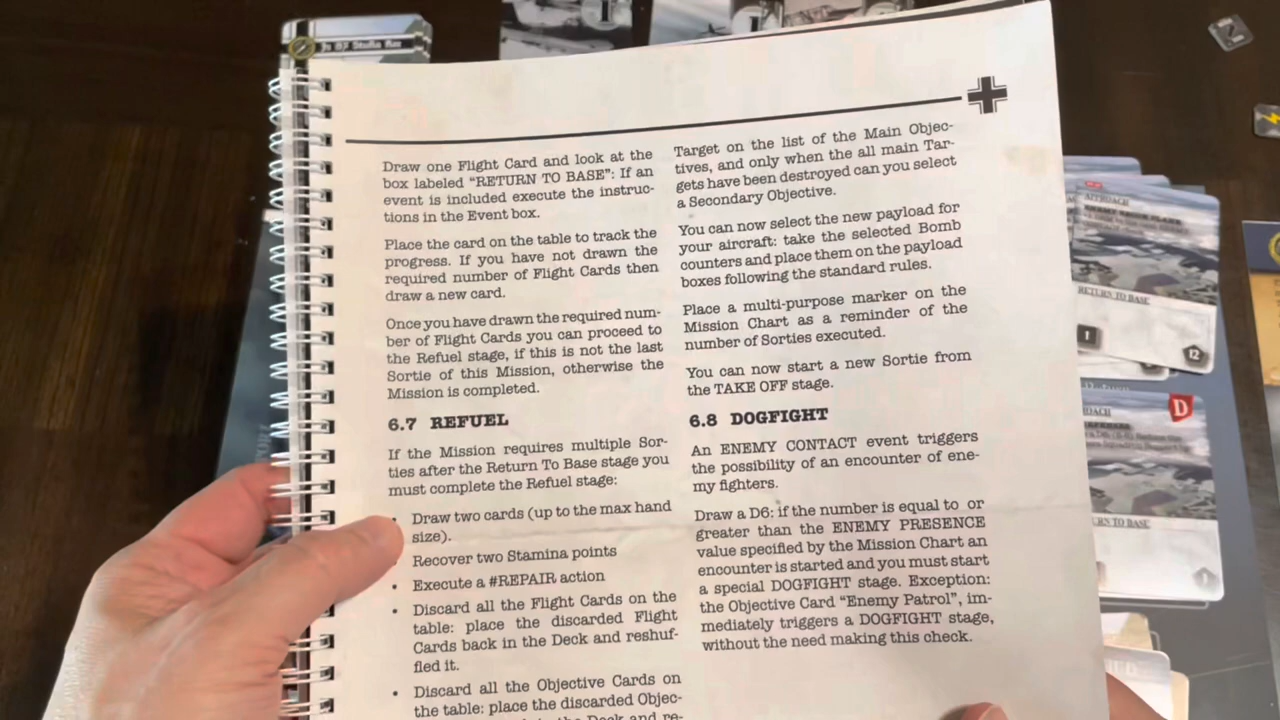 Draw one Flight Card and look at the
box labeled “RETURN TO BASE”: If an
event is included execute the instruc-
tions in the Event box.
Place the card on the table to track the
progress. If you have not drawn the
required number of Flight Cards then
draw a new card.
Once you have drawn the required num-
ber of Flight Cards you can proceed to
the Refuel stage, if this is not the last
Sortie of this Mission, otherwise the
Mission is completed.
6.7 REFUEL
If the Mission requires multiple Sor-
ties after the Return To Base stage you
must complete the Refuel stage:
• Draw two cards (up to the max hand
size).
• Recover two Stamina points
• Execute a #REPAIR action
• Discard all the Flight Cards on the
table: place the discarded Flight
Cards back in the Deck and reshuf-
fled it.
• Discard all the Objective Cards on
the table: place the discarded Objec-
in the Deck and re-
Target on the list of the Main Objec-
tives, and only when the all main Tar-
gets have been destroyed can you select
a Secondary Objective.
You can now select the new payload for
your aircraft: take the selected Bomb
counters and place them on the payload
boxes following the standard rules.
Place a multi-purpose marker on the
Mission Chart as a reminder of the
number of Sorties executed.
You can now start a new Sortie from
the TAKE OFF stage.
6.8 DOGFIGHT
An ENEMY CONTACT event triggers
the possibility of an encounter of ene-
my fighters.
Draw a D6: if the number is equal to or
greater than the ENEMY PRESENCE
value specified by the Mission Chart an
encounter is started and you must start
a special DOGFIGHT stage. Exception:
the Objective Card “Enemy Patrol”, im-
mediately triggers a DOGFIGHT stage,
without the need making this check.
APPROACH
RETURN TO BASE
1
12
D
TO BASE